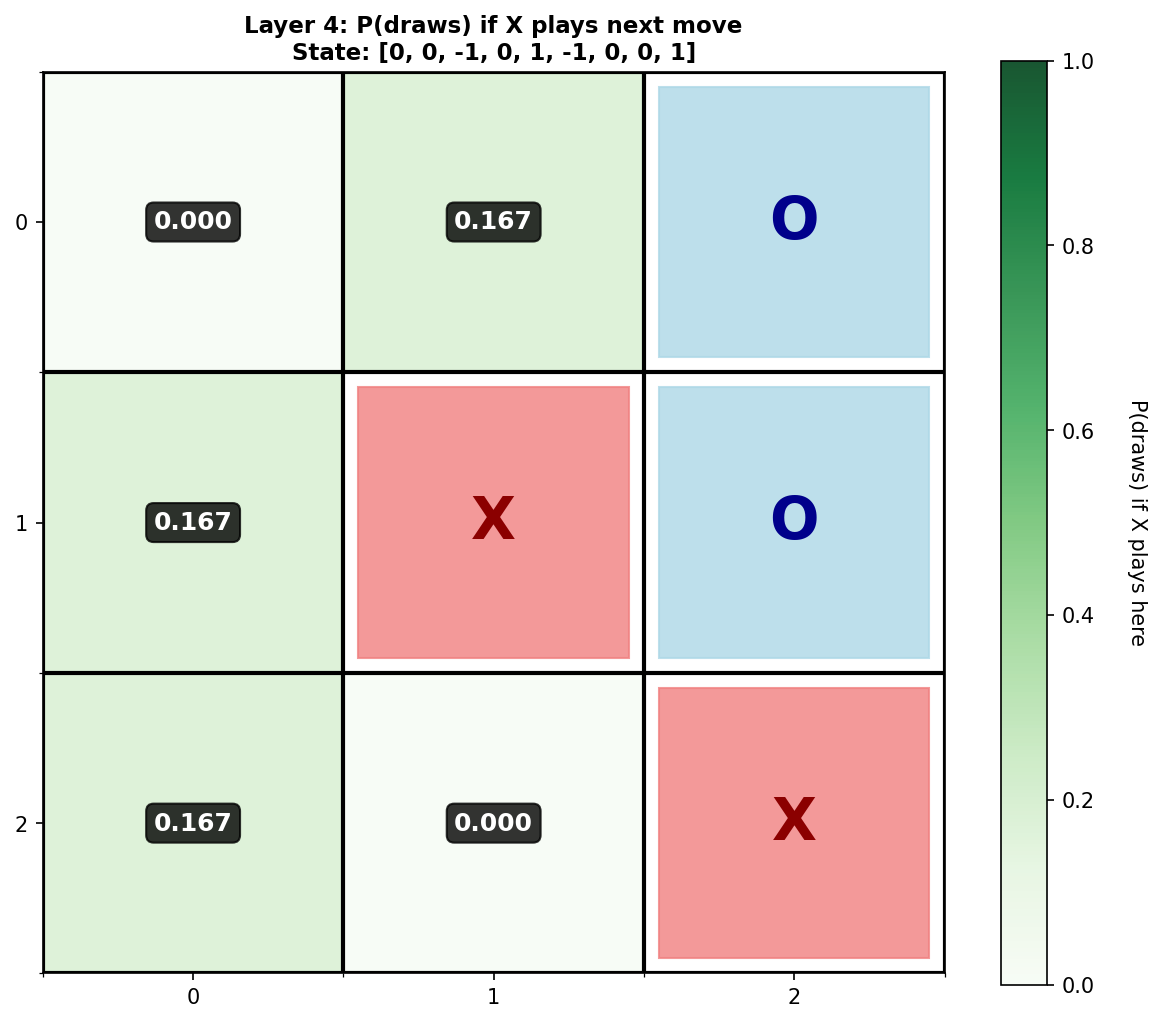 Layer 4: P(draws) if X plays next move
State: [0, 0, -1, 0, 1, -1, 0, 0, 1]
0.000
0.167
O
0.167
X
O
0.167
0.000
X
0
1
2
0
1
2
1.0
0.8
0.6
0.4
0.2
0.0
P(draws) if X plays here